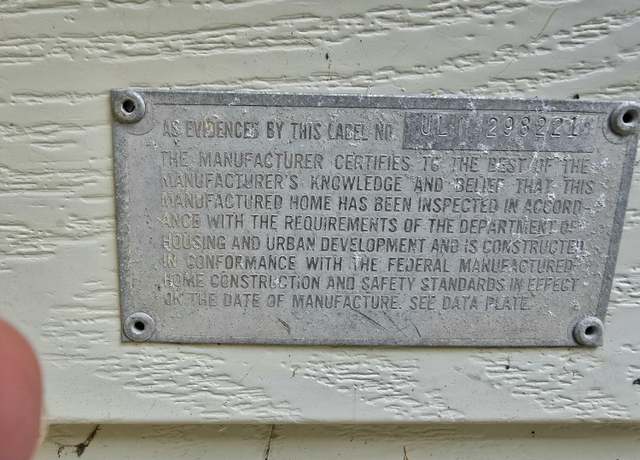 AS EVIDENCED BY THIS LABEL NO. ULI 298221
THE MANUFACTURER CERTIFIES TO THE BEST OF THE
MANUFACTURER'S KNOWLEDGE AND BELIEF THAT THIS
MANUFACTURED HOME HAS BEEN INSPECTED IN ACCORD-
ANCE WITH THE REQUIREMENTS OF THE DEPARTMENT OF
HOUSING AND URBAN DEVELOPMENT AND IS CONSTRUCTED
IN CONFORMANCE WITH THE FEDERAL MANUFACTURED
HOME CONSTRUCTION AND SAFETY STANDARDS IN EFFECT
ON THE DATE OF MANUFACTURE. SEE DATA PLATE.